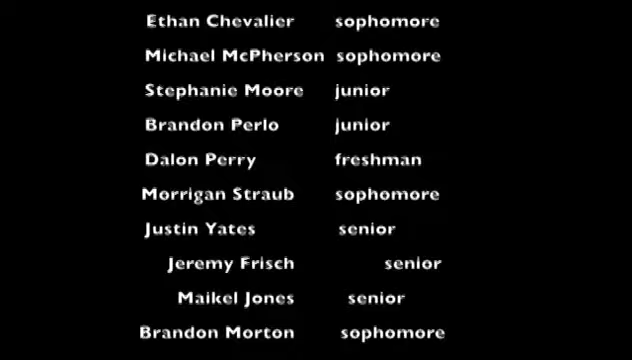 Ethan Chevalier sophomore
Michael McPherson sophomore
Stephanie Moore junior
Brandon Perlo junior
Dalon Perry freshman
Morrigan Straub sophomore
Justin Yates senior
Jeremy Frisch senior
Maikel Jones senior
Brandon Morton sophomore